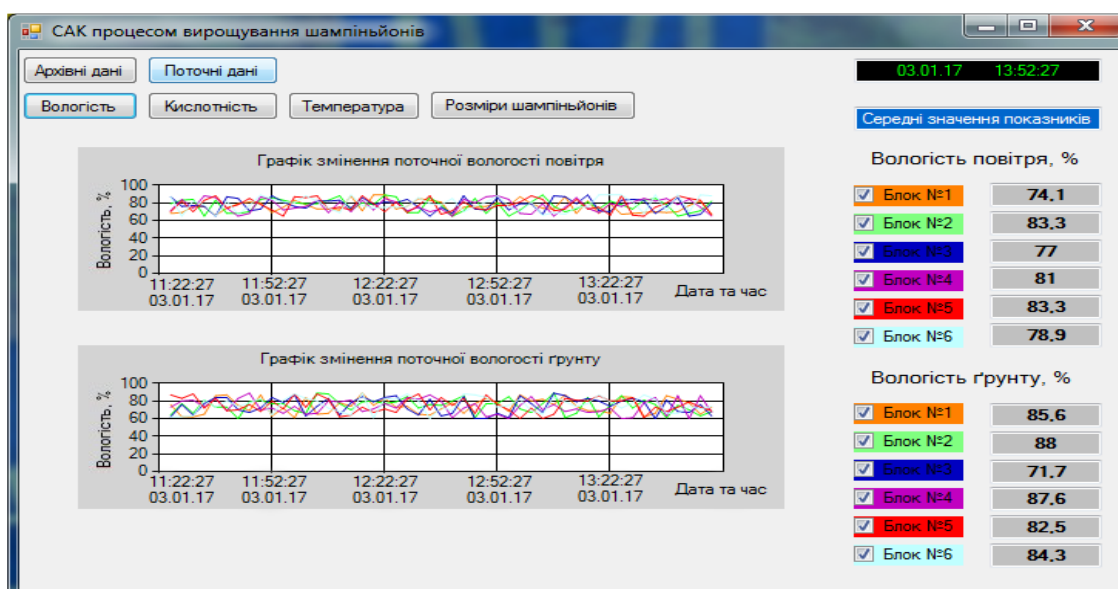 САК процесом вирощування шампіньйонів
Архівні дані Поточні дані
03.01.17 13:52:27
Вологість Кислотність Температура Розміри шампіньйонів
Середні значення показників
Графік змінення поточної вологості повітря
Вологість, %
100
80
60
40
20
0
11:22:27 11:52:27 12:22:27 12:52:27 13:22:27
03.01.17 03.01.17 03.01.17 03.01.17 03.01.17
Дата та час
Вологість повітря, %
Блок №1 74,1
Блок №2 83,3
Блок №3 77
Блок №4 81
Блок №5 83,3
Блок №6 78,9
Графік змінення поточної вологості ґрунту
Вологість, %
100
80
60
40
20
0
11:22:27 11:52:27 12:22:27 12:52:27 13:22:27
03.01.17 03.01.17 03.01.17 03.01.17 03.01.17
Дата та час
Вологість ґрунту, %
Блок №1 85,6
Блок №2 88
Блок №3 71,7
Блок №4 87,6
Блок №5 82,5
Блок №6 84,3